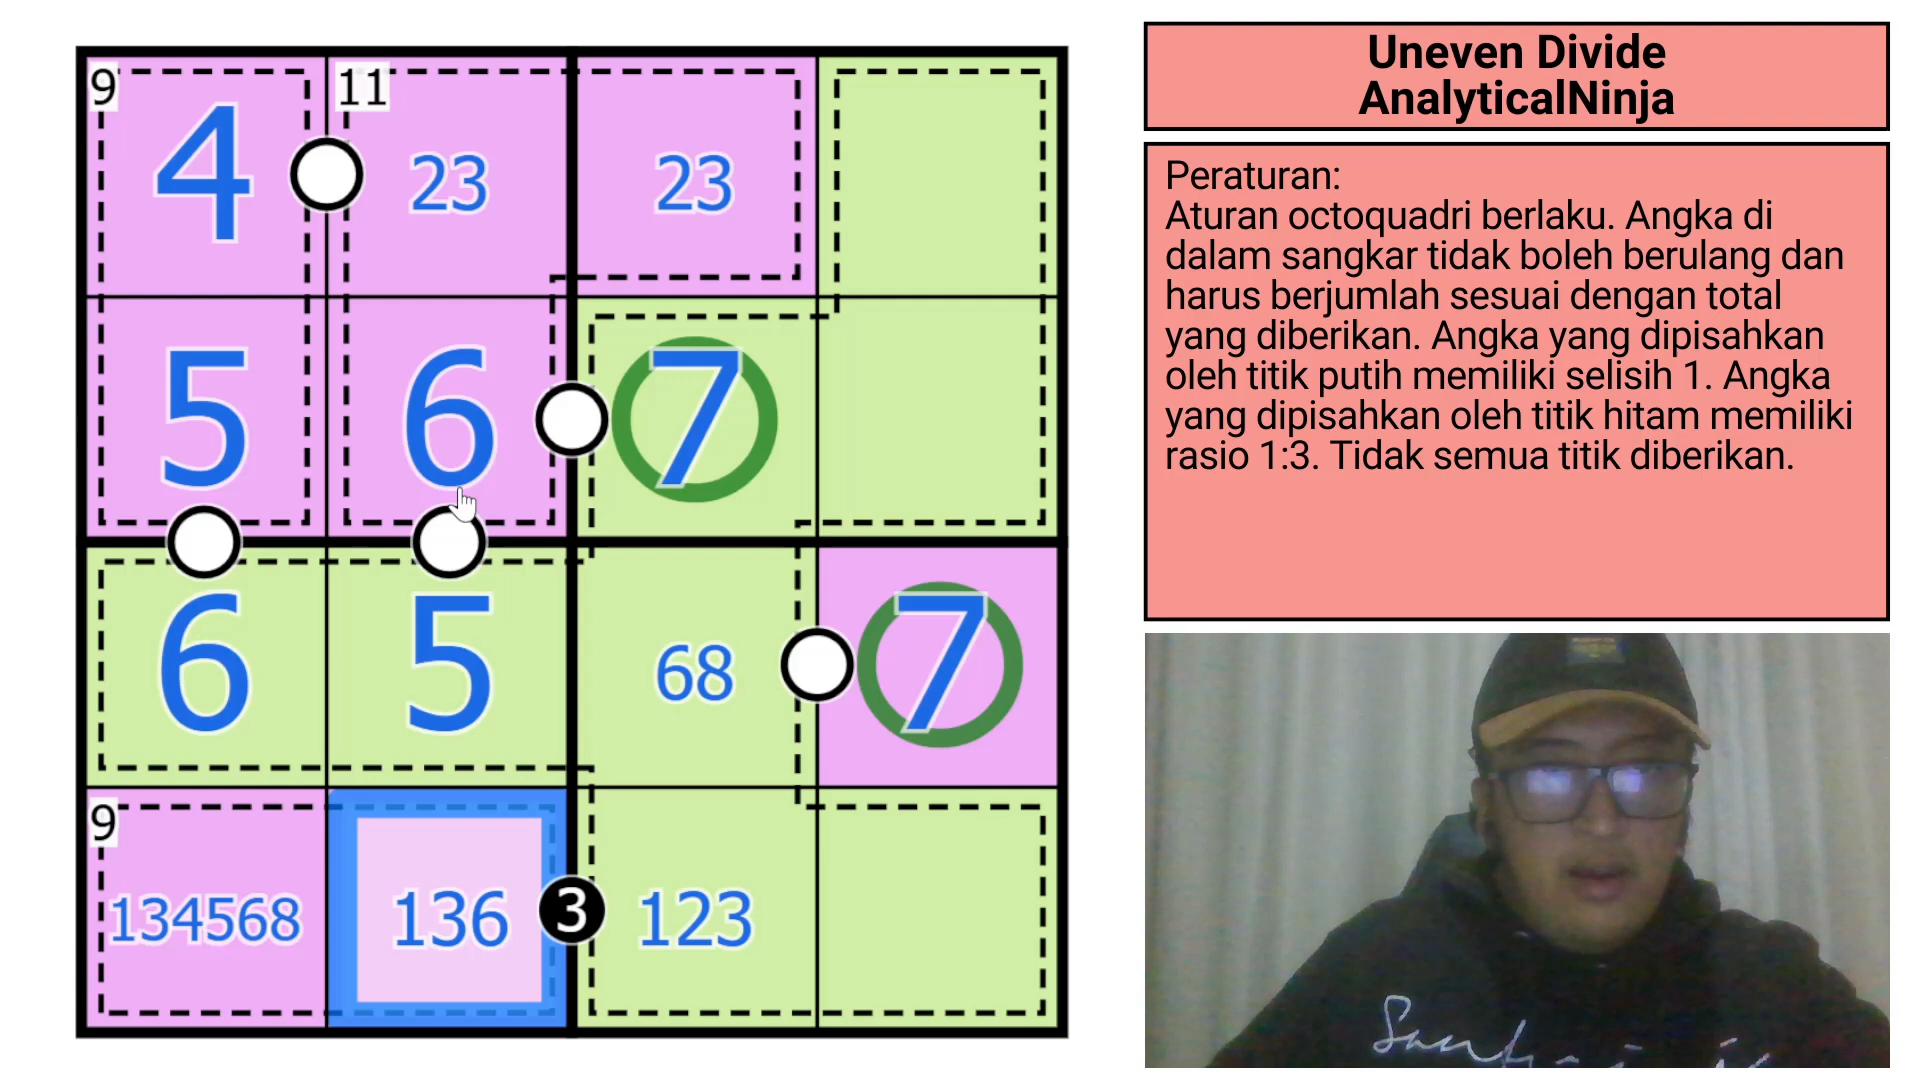 Uneven Divide
AnalyticalNinja
Peraturan:
Aturan octoquadri berlaku. Angka di
dalam sangkar tidak boleh berulang dan
harus berjumlah sesuai dengan total
yang diberikan. Angka yang dipisahkan
oleh titik putih memiliki selisih 1. Angka
yang dipisahkan oleh titik hitam memiliki
rasio 1:3. Tidak semua titik diberikan.
9 11
4 23 23
5 6 7
6 5 68 7
9
134568 136 3 123